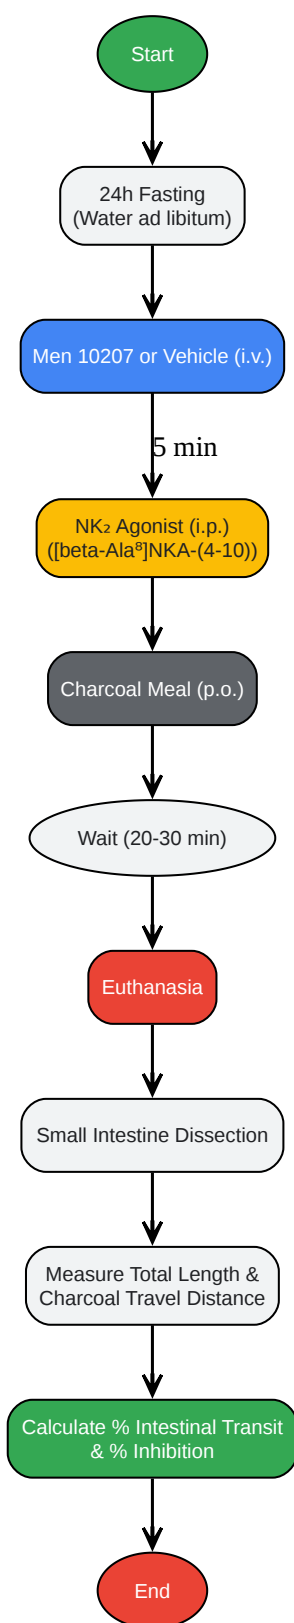 Start
24h Fasting
(Water ad libitum)
Men 10207 or Vehicle (i.v.)
5 min
NK₂ Agonist (i.p.)
([beta-Ala⁸]NKA-(4-10))
Charcoal Meal (p.o.)
Wait (20-30 min)
Euthanasia
Small Intestine Dissection
Measure Total Length &
Charcoal Travel Distance
Calculate % Intestinal Transit
& % Inhibition
End